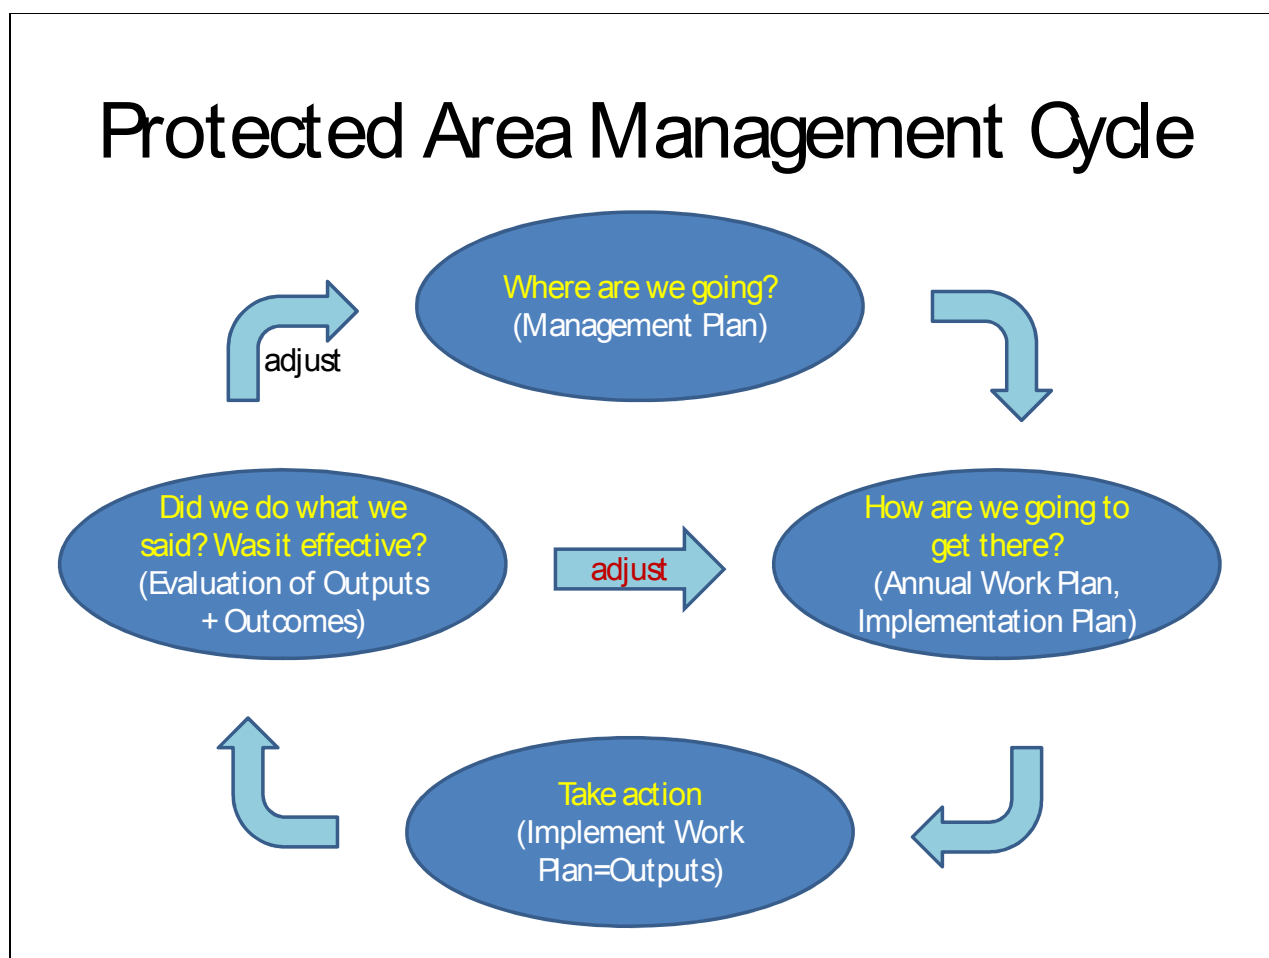 Protected Area Management Cycle
Where are we going?
(Management Plan)
adjust
Did we do what we
said? Was it effective?
(Evaluation of Outputs
+ Outcomes)
adjust
How are we going to
get there?
(Annual Work Plan,
Implementation Plan)
Take action
(Implement Work
Plan=Outputs)